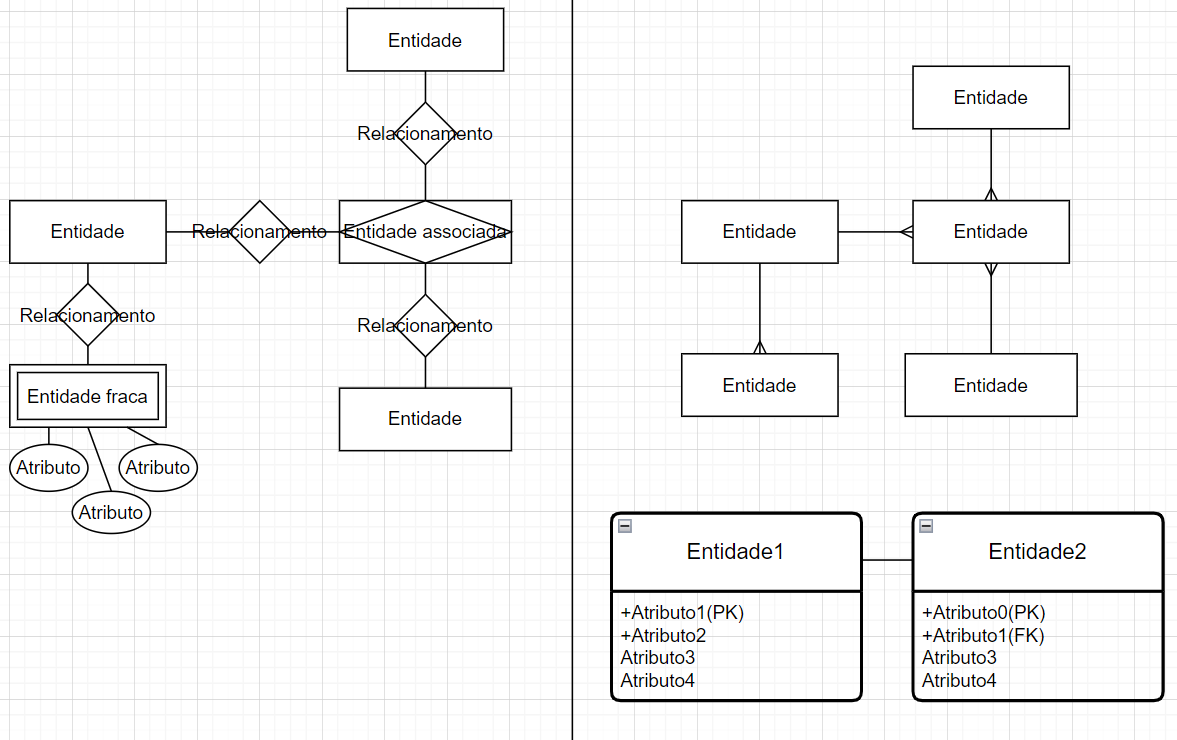 Entidade
Relacionamento
Entidade
Relacionamento
Entidade associada
Relacionamento
Relacionamento
Entidade fraca
Entidade
Atributo
Atributo
Atributo
Entidade
Entidade
Entidade
Entidade
Entidade
Entidade1
+Atributo1(PK)
+Atributo2
Atributo3
Atributo4
Entidade2
+Atributo0(PK)
+Atributo1(FK)
Atributo3
Atributo4